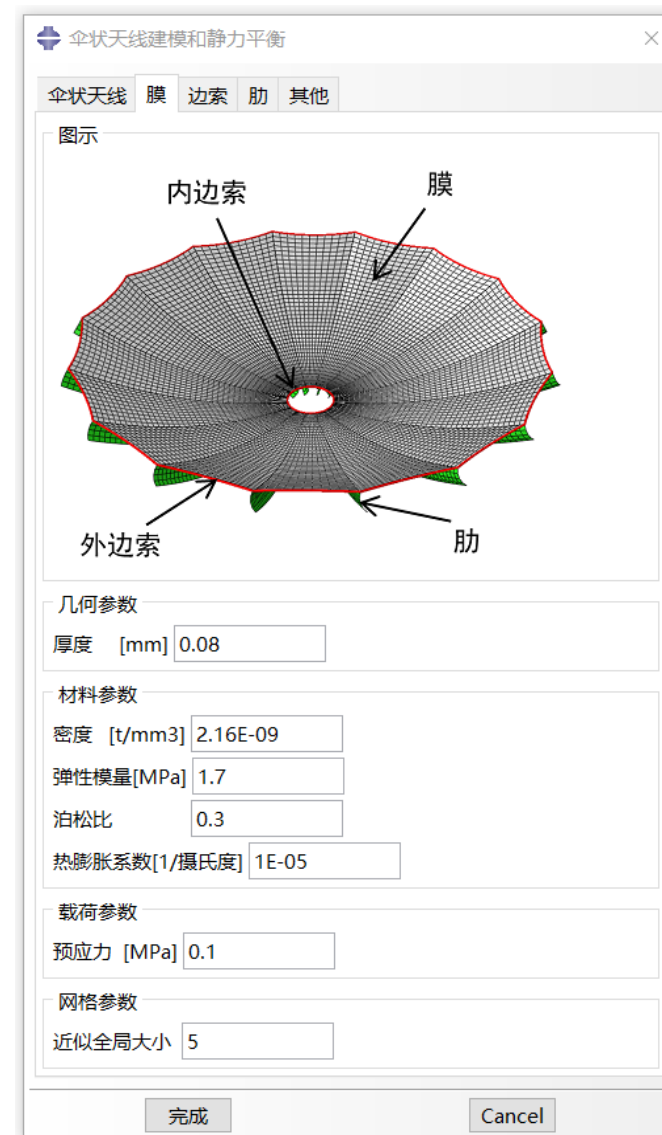 伞状天线建模和静力平衡
伞状天线 膜 边索 肋 其他
图示
内边索
膜
外边索
肋
几何参数
厚度 [mm] 0.08
材料参数
密度 [t/mm3] 2.16E-09
弹性模量[MPa] 1.7
泊松比 0.3
热膨胀系数[1/摄氏度] 1E-05
载荷参数
预应力 [MPa] 0.1
网格参数
近似全局大小 5
完成 Cancel